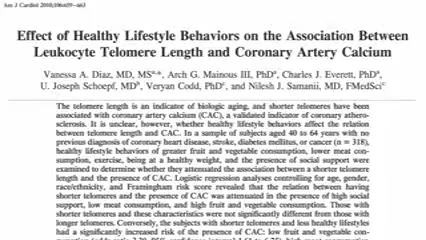 Am J Cardiol 2010;106:659–663
Effect of Healthy Lifestyle Behaviors on the Association Between
Leukocyte Telomere Length and Coronary Artery Calcium
Vanessa A. Diaz, MD, MSᵃ,*, Arch G. Mainous III, PhDᵃ, Charles J. Everett, PhDᵃ,
U. Joseph Schoepf, MDᵇ, Veryan Codd, PhDᶜ, and Nilesh J. Samanii, MD, FMedSciᶜ
The telomere length is an indicator of biologic aging, and shorter telomeres have been
associated with coronary artery calcium (CAC), a validated indicator of coronary athero-
sclerosis. It is unclear, however, whether healthy lifestyle behaviors affect the relation
between telomere length and CAC. In a sample of subjects aged 40 to 64 years with no
previous diagnosis of coronary heart disease, stroke, diabetes mellitus, or cancer (n = 318),
healthy lifestyle behaviors of greater fruit and vegetable consumption, lower meat con-
sumption, exercise, being at a healthy weight, and the presence of social support were
examined to determine whether they attenuated the association between a shorter telomere
length and the presence of CAC. Logistic regression analyses controlling for age, gender,
race/ethnicity, and Framingham risk score revealed that the relation between having
shorter telomeres and the presence of CAC was attenuated in the presence of high social
support, low meat consumption, and high fruit and vegetable consumption. Those with
shorter telomeres and these characteristics were not significantly different from those with
longer telomeres. Conversely, the subjects with shorter telomeres and less healthy lifestyles
had a significantly increased risk of the presence of CAC: low fruit and vegetable con-